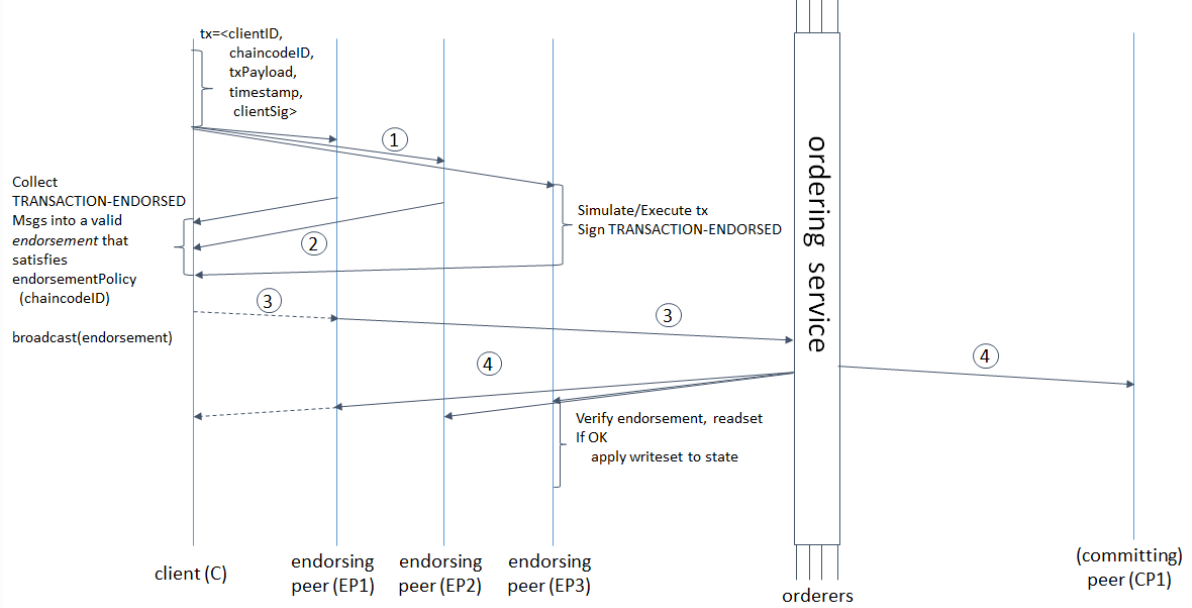 tx=<clientID,
chaincodeID,
txPayload,
timestamp,
clientSig>
1
Collect
TRANSACTION-ENDORSED
Msgs into a valid
endorsement that
satisfies
endorsementPolicy
(chaincodeID)
Simulate/Execute tx
Sign TRANSACTION-ENDORSED
2
3
3
broadcast(endorsement)
ordering service
4
4
Verify endorsement, readset
If OK
apply writeset to state
client (C)
endorsing
peer (EP1)
endorsing
peer (EP2)
endorsing
peer (EP3)
orderers
(committing)
peer (CP1)